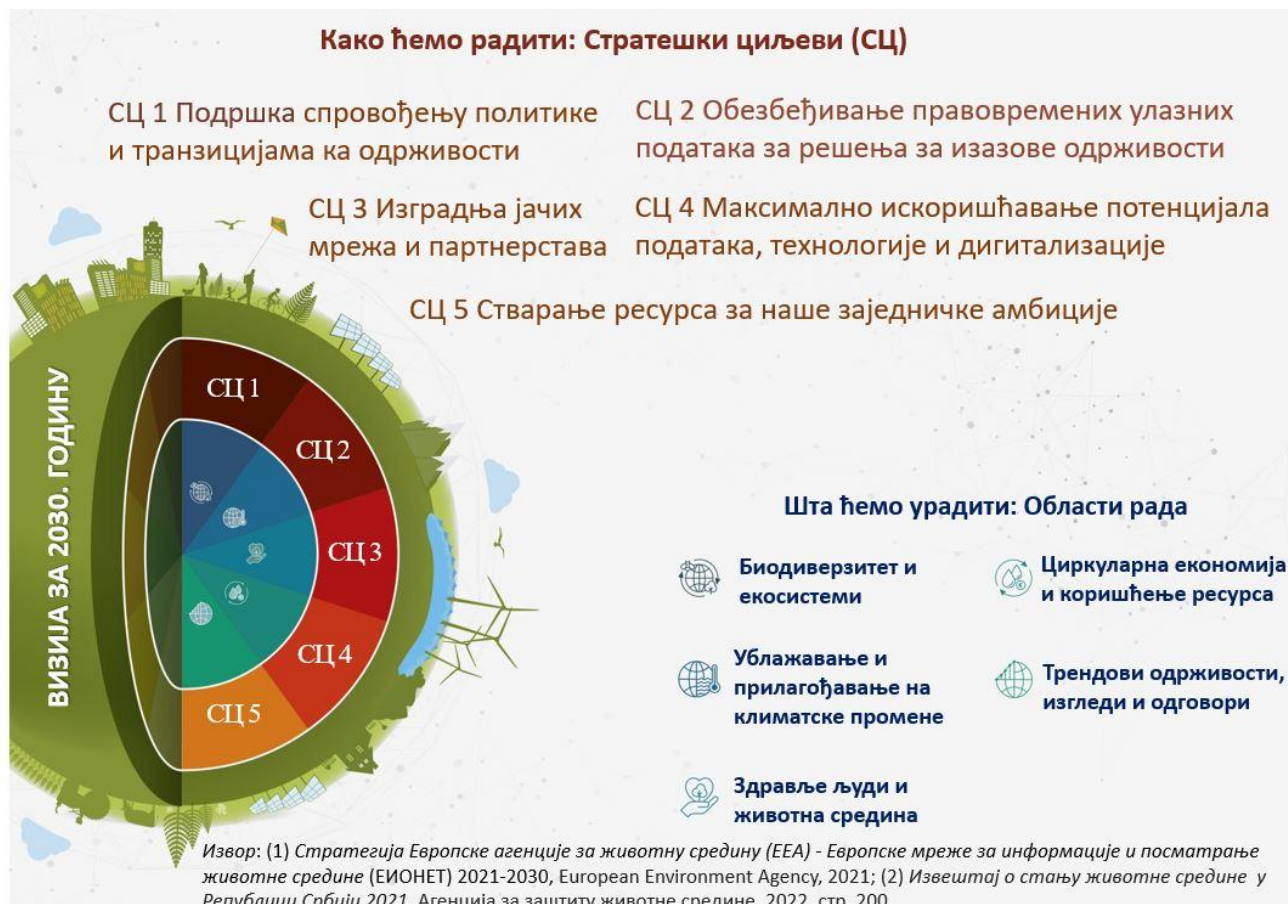 Како ћемо радити: Стратешки циљеви (СЦ)
СЦ 1 Подршка спровођењу политике
и транзицијама ка одрживости
СЦ 2 Обезбеђивање правовремених улазних
података за решења за изазове одрживости
СЦ 3 Изградња јачих
мрежа и партнерстава
СЦ 4 Максимално искоришћавање потенцијала
података, технологије и дигитализације
СЦ 5 Стварање ресурса за наше заједничке амбиције
ВИЗИЈА ЗА 2030. ГОДИНУ
СЦ 1
СЦ 2
СЦ 3
СЦ 4
СЦ 5
Шта ћемо урадити: Области рада
Биодиверзитет и
екосистеми
Ублажавање и
прилагођавање на
климатске промене
Здравље људи и
животна средина
Циркуларна економија
и коришћење ресурса
Трендови одрживости,
изгледи и одговори
Извор: (1) Стратегија Европске агенције за животну средину (ЕЕА) - Европске мреже за информације и посматрање
животне средине (ЕИОНЕТ) 2021-2030, European Environment Agency, 2021; (2) Извештај о стању животне средине у
Републици Србији 2021, Агенција за заштиту животне средине, 2022, стр. 200